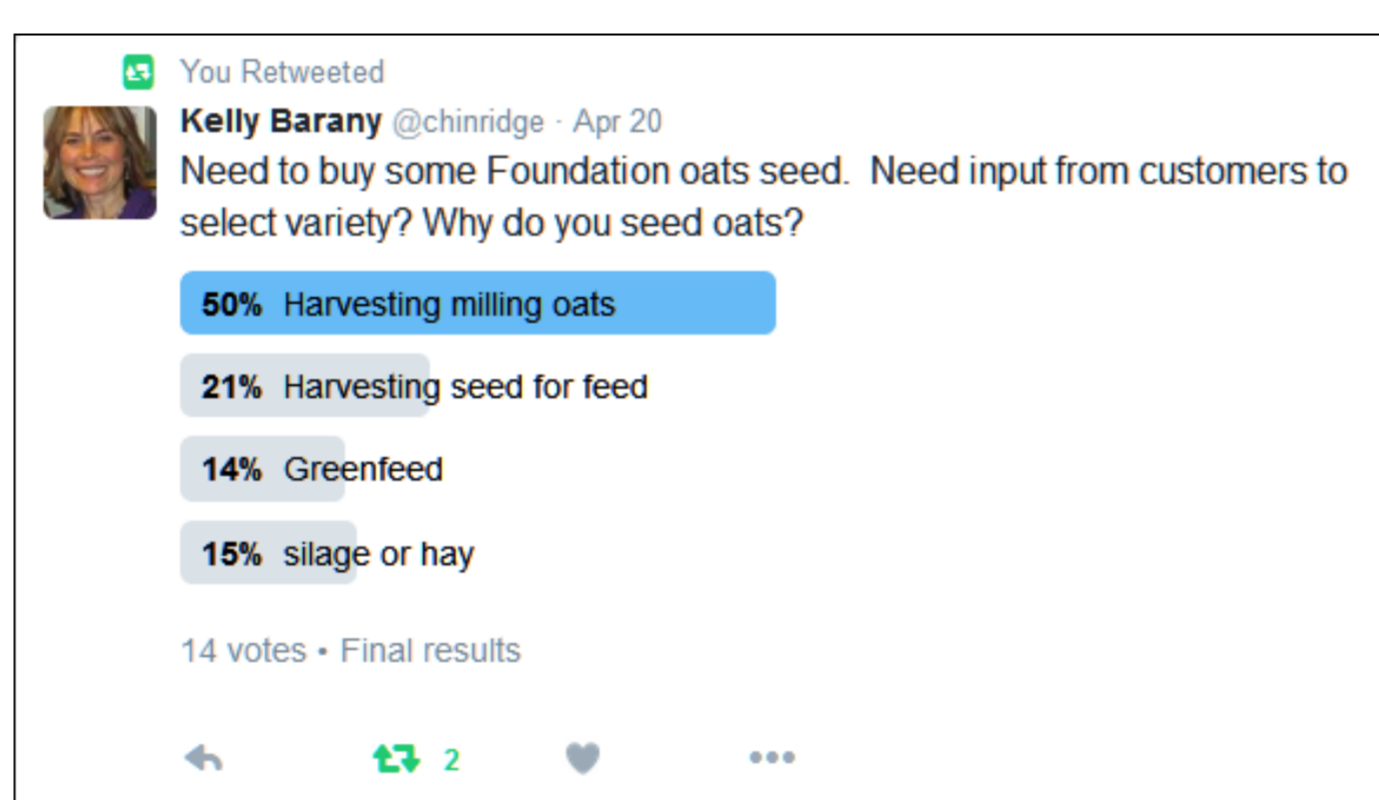 You Retweeted
Kelly Barany @chinridge · Apr 20
Need to buy some Foundation oats seed.  Need input from customers to
select variety? Why do you seed oats?
50% Harvesting milling oats
21% Harvesting seed for feed
14% Greenfeed
15% silage or hay
14 votes • Final results
2